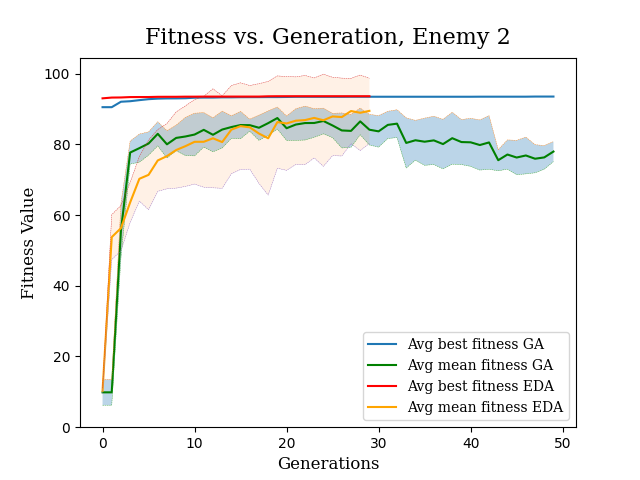 Fitness vs. Generation, Enemy 2
Fitness Value
100
80
60
40
20
0
0 10 20 30 40 50
Generations
Avg best fitness GA
Avg mean fitness GA
Avg best fitness EDA
Avg mean fitness EDA